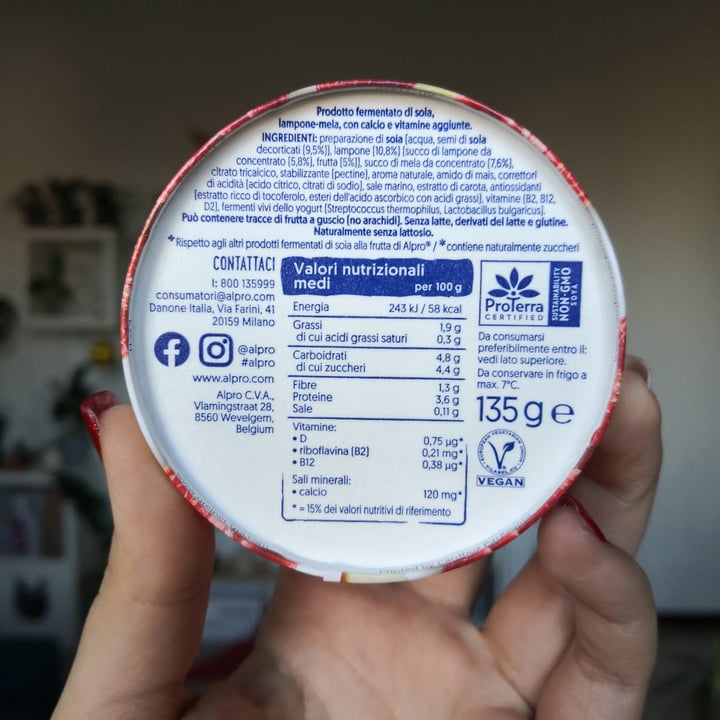 Prodotto fermentato di soia,
lampone-mela, con calcio e vitamine aggiunte.
INGREDIENTI: preparazione di soia [acqua, semi di soia
decorticati [9,5%]], lampone [10,8%] [succo di lampone da
concentrato [5,8%], frutta [5%]], succo di mela da concentrato [7,6%],
citrato tricalcico, stabilizzante [pectine], aroma naturale, amido di mais, correttori
di acidità [acido citrico, citrati di sodio], sale marino, estratto di carota, antiossidanti
[estratto ricco di tocoferolo, esteri dell'acido ascorbico con acidi grassi], vitamine [B2, B12,
D2], fermenti vivi dello yogurt [Streptococcus thermophilus, Lactobacillus bulgaricus].
Può contenere tracce di frutta a guscio [no arachidi]. Senza latte, derivati del latte e glutine.
Naturalmente senza lattosio.
*Rispetto agli altri prodotti fermentati di soia alla frutta di Alpro® / *contiene naturalmente zuccheri
CONTATTACI
I: 800 135999
consumatori@alpro.com
Danone Italia, Via Farini, 41
20159 Milano
@alpro
#alpro
www.alpro.com
Alpro C.V.A.,
Vlamingstraat 28,
8560 Wevelgem,
Belgium
Valori nutrizionali
medi per 100 g
Energia 243 kJ / 58 kcal
Grassi 1,9 g
di cui acidi grassi saturi 0,3 g
Carboidrati 4,8 g
di cui zuccheri 4,4 g
Fibre 1,3 g
Proteine 3,6 g
Sale 0,11 g
Vitamine:
• D 0,75 µg*
• riboflavina (B2) 0,21 mg*
• B12 0,38 µg*
Sali minerali:
• calcio 120 mg*
* = 15% dei valori nutritivi di riferimento
ProTerra
CERTIFIED
SUSTAINABILITY
NON-GMO
SOYA
Da consumarsi
preferibilmente entro il:
vedi lato superiore.
Da conservare in frigo a
max. 7°C.
135 g e
EUROPEAN VEGETARIAN UNION
V-LABEL.EU
VEGAN